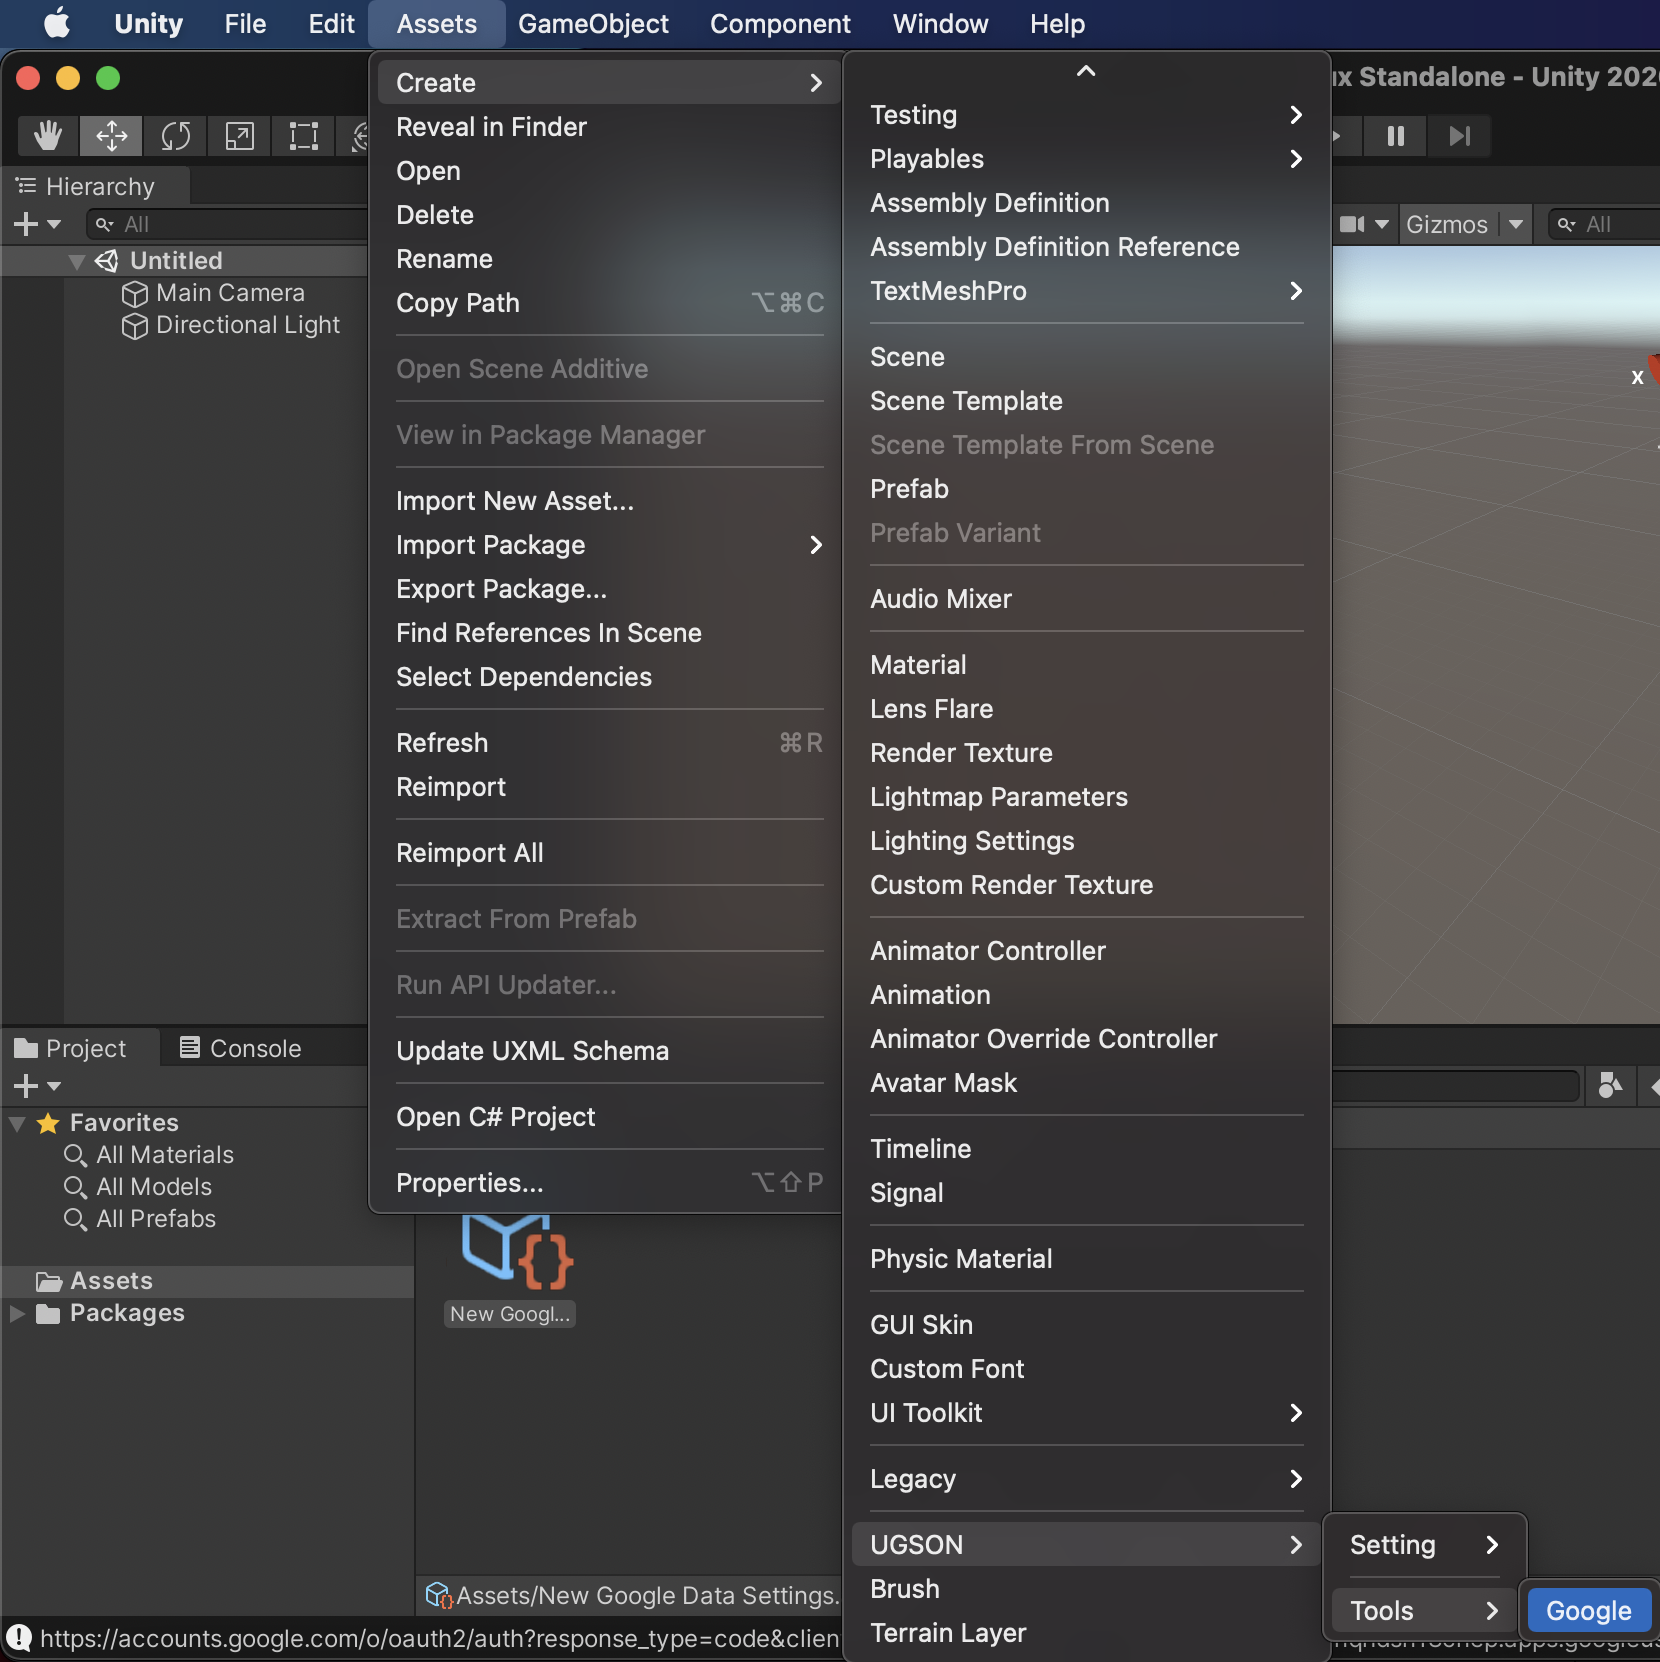 Unity File Edit Assets GameObject Component Window Help
x Standalone - Unity 202
Hierarchy
All
Untitled
Main Camera
Directional Light
Create
Reveal in Finder
Open
Delete
Rename
Copy Path ⌥⌘C
Open Scene Additive
View in Package Manager
Import New Asset...
Import Package
Export Package...
Find References In Scene
Select Dependencies
Refresh ⌘R
Reimport
Reimport All
Extract From Prefab
Run API Updater...
Update UXML Schema
Open C# Project
Properties... ⌥⇧P
Testing
Playables
Assembly Definition
Assembly Definition Reference
TextMeshPro
Scene
Scene Template
Scene Template From Scene
Prefab
Prefab Variant
Audio Mixer
Material
Lens Flare
Render Texture
Lightmap Parameters
Lighting Settings
Custom Render Texture
Animator Controller
Animation
Animator Override Controller
Avatar Mask
Timeline
Signal
Physic Material
GUI Skin
Custom Font
UI Toolkit
Legacy
UGSON
Brush
Terrain Layer
Setting
Tools
Google
Gizmos
All
x
Project
Console
Favorites
All Materials
All Models
All Prefabs
Assets
Packages
New Googl...
Assets/New Google Data Settings.
https://accounts.google.com/o/oauth2/auth?response_type=code&clien